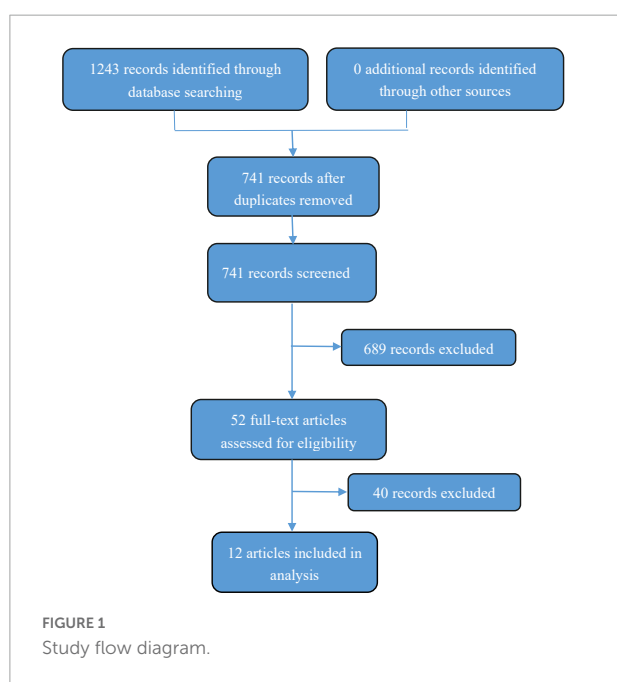 1243 records identified through
database searching
0 additional records identified
through other sources
741 records after
duplicates removed
741 records screened
689 records excluded
52 full-text articles
assessed for eligibility
40 records excluded
12 articles included in
analysis
FIGURE 1
Study flow diagram.